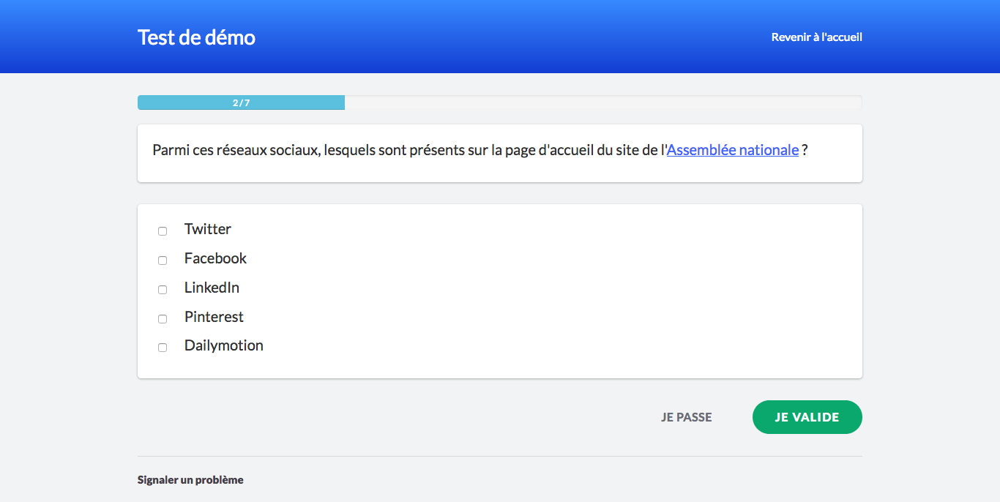 Test de démo
Revenir à l'accueil
2/7
Parmi ces réseaux sociaux, lesquels sont présents sur la page d'accueil du site de l'Assemblée nationale ?
Twitter
Facebook
LinkedIn
Pinterest
Dailymotion
JE PASSE
JE VALIDE
Signaler un problème